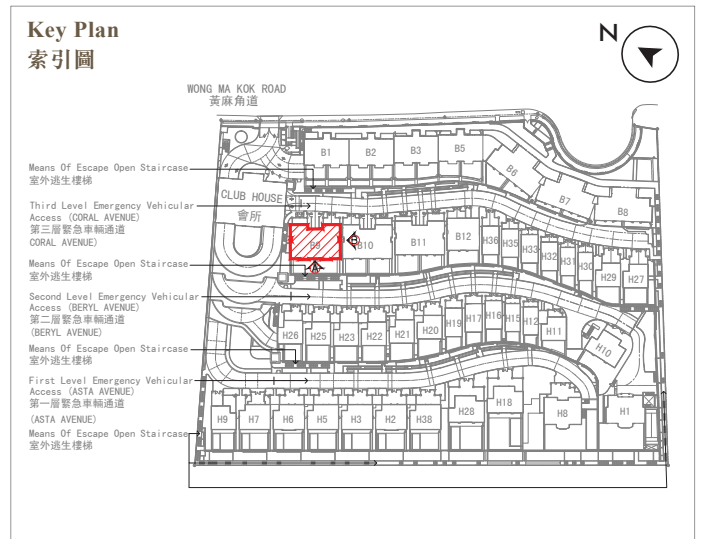 Key Plan
索引圖
N
WONG MA KOK ROAD
黃麻角道
Means Of Escape Open Staircase
室外逃生樓梯
Third Level Emergency Vehicular
Access (CORAL AVENUE)
第三層緊急車輛通道
CORAL AVENUE)
Means Of Escape Open Staircase
室外逃生樓梯
Second Level Emergency Vehicular
Access (BERYL AVENUE)
第二層緊急車輛通道
(BERYL AVENUE)
Means Of Escape Open Staircase
室外逃生樓梯
First Level Emergency Vehicular
Access (ASTA AVENUE)
第一層緊急車輛通道
(ASTA AVENUE)
Means Of Escape Open Staircase
室外逃生樓梯
CLUB HOUSE
會所
B1 B2 B3 B5 B6 B7 B8
B9 B10 B11 B12 H36 H35 H33 H32 H31 H30 H29 H27
A B
H26 H25 H23 H22 H21 H20 H19 H17 H16 H15 H12 H11 H10
H9 H7 H6 H5 H3 H2 H38 H28 H18 H8 H1